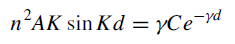 n²AK sin Kd = γCe⁻ᵞᵈ